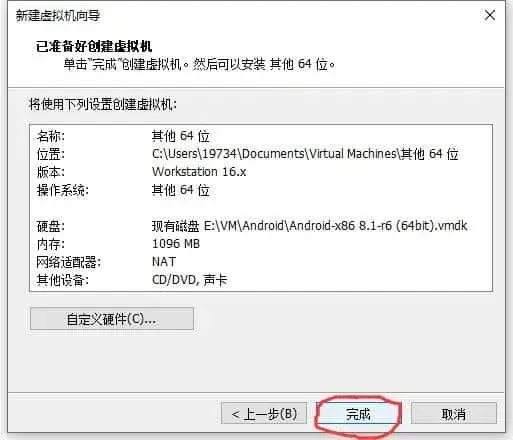 新建虚拟机向导
已准备好创建虚拟机
单击“完成”创建虚拟机。然后可以安装 其他 64 位。
将使用下列设置创建虚拟机:
名称: 其他 64 位
位置: C:\Users\19734\Documents\Virtual Machines\其他 64 位
版本: Workstation 16.x
操作系统: 其他 64 位
硬盘: 现有磁盘 E:\VM\Android\Android-x86 8.1-r6 (64bit).vmdk
内存: 1096 MB
网络适配器: NAT
其他设备: CD/DVD, 声卡
自定义硬件(C)...
< 上一步(B) 完成 取消